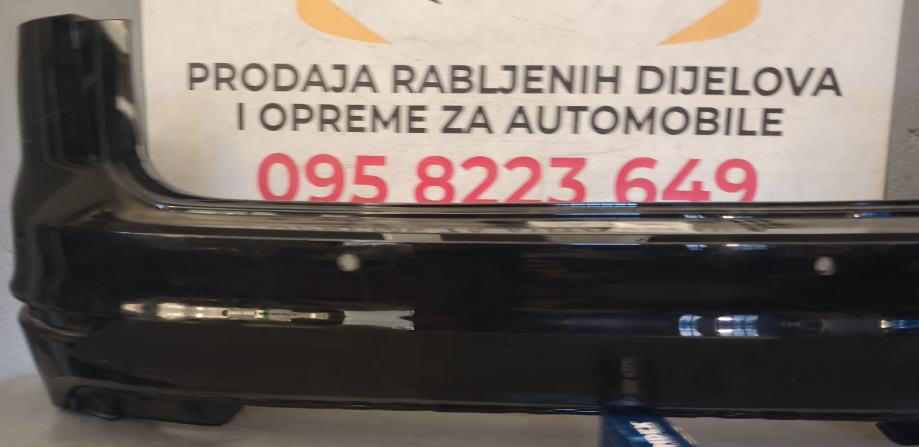 PRODAJA RABLJENIH DIJELOVA
I OPREME ZA AUTOMOBILE
095 8223 649